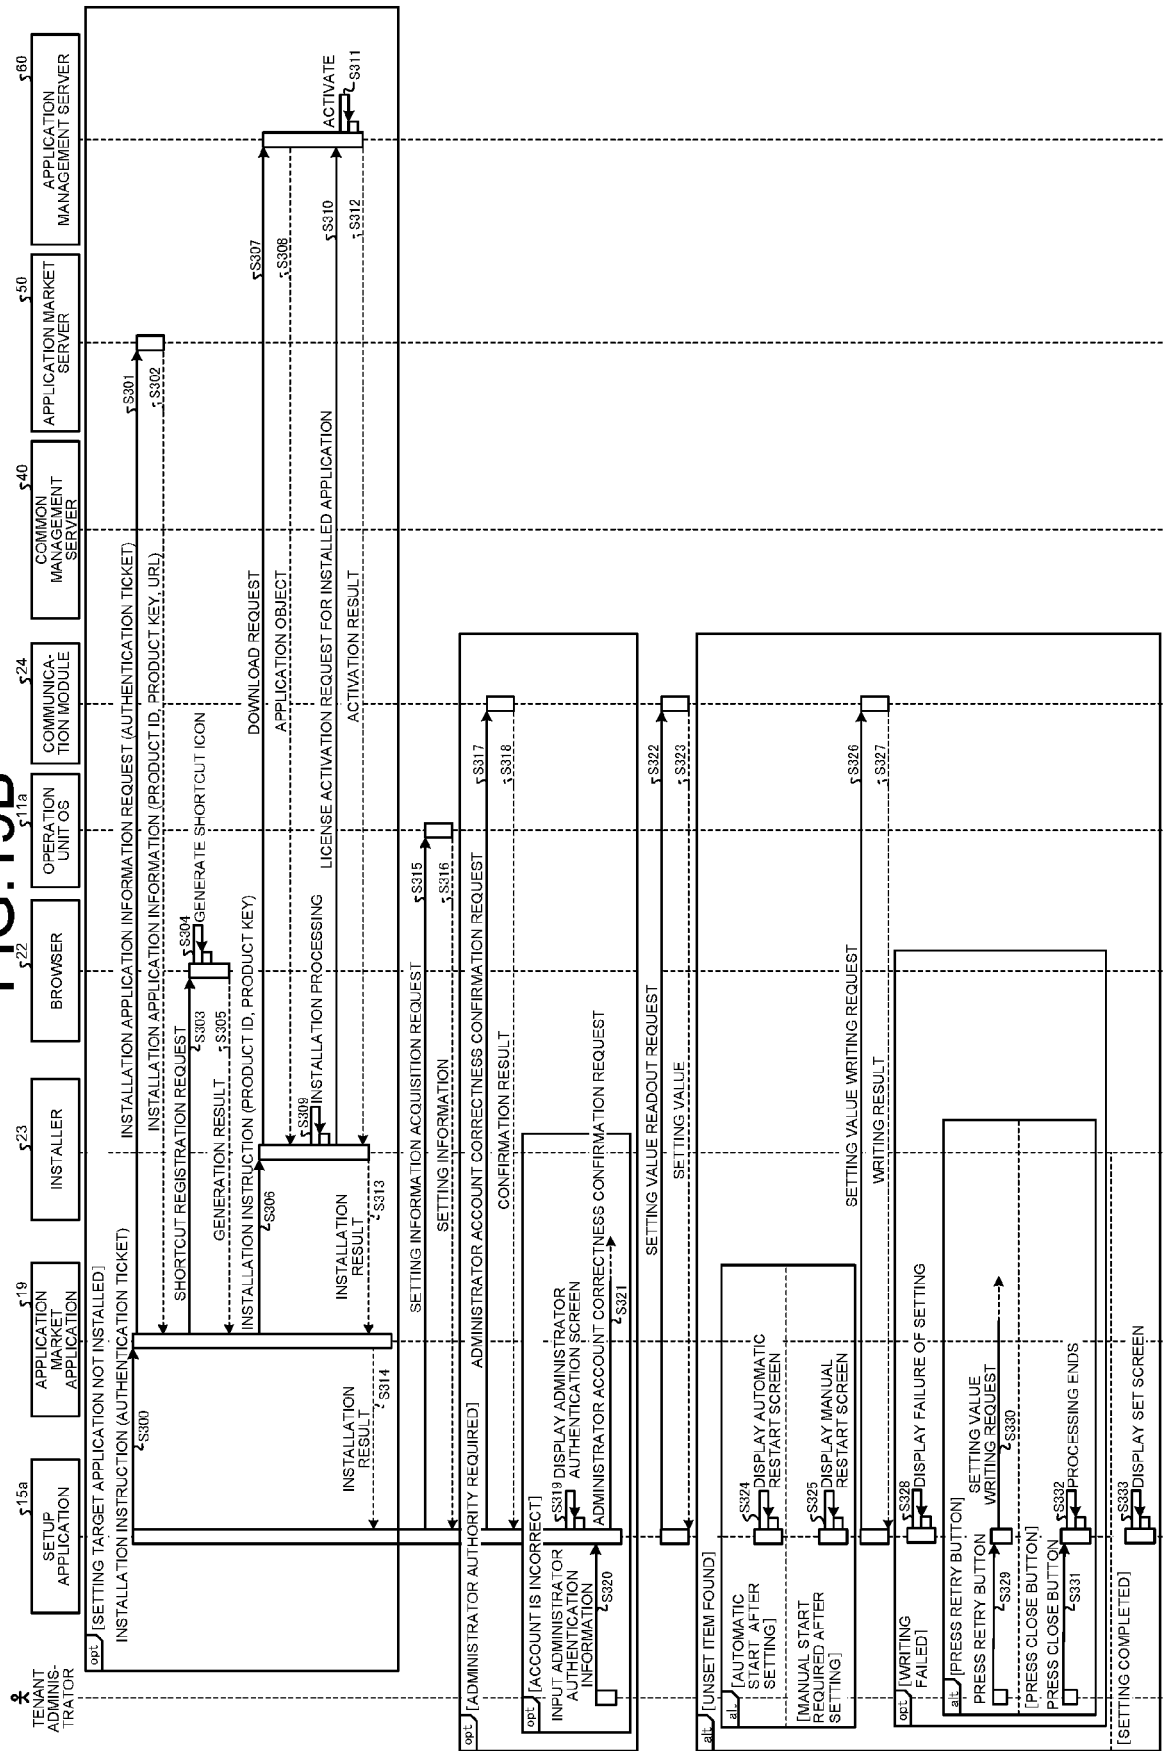 TENANT
ADMINIS-
TRATOR
SETUP
APPLICATION
15a
APPLICATION
MARKET
APPLICATION
19
INSTALLER
23
BROWSER
22
OPERATION
UNIT OS
11a
COMMUNICA-
TION MODULE
24
COMMON
MANAGEMENT
SERVER
40
APPLICATION MARKET
SERVER
50
APPLICATION
MANAGEMENT SERVER
60
opt
[SETTING TARGET APPLICATION NOT INSTALLED]
INSTALLATION INSTRUCTION (AUTHENTICATION TICKET)
S300
INSTALLATION APPLICATION INFORMATION REQUEST (AUTHENTICATION TICKET)
S301
INSTALLATION APPLICATION INFORMATION (PRODUCT ID, PRODUCT KEY, URL)
S302
SHORTCUT REGISTRATION REQUEST
S303
S304
GENERATE SHORTCUT ICON
GENERATION RESULT
S305
INSTALLATION INSTRUCTION (PRODUCT ID, PRODUCT KEY)
S306
DOWNLOAD REQUEST
S307
APPLICATION OBJECT
S308
S309
INSTALLATION PROCESSING
LICENSE ACTIVATION REQUEST FOR INSTALLED APPLICATION
S310
ACTIVATE
S311
ACTIVATION RESULT
S312
INSTALLATION
RESULT
S313
INSTALLATION
RESULT
S314
SETTING INFORMATION ACQUISITION REQUEST
S315
SETTING INFORMATION
S316
opt
[ADMINISTRATOR AUTHORITY REQUIRED]
ADMINISTRATOR ACCOUNT CORRECTNESS CONFIRMATION REQUEST
S317
CONFIRMATION RESULT
S318
opt
[ACCOUNT IS INCORRECT]
S319 DISPLAY ADMINISTRATOR
AUTHENTICATION SCREEN
INPUT ADMINISTRATOR
AUTHENTICATION
INFORMATION
S320
ADMINISTRATOR ACCOUNT CORRECTNESS CONFIRMATION REQUEST
S321
SETTING VALUE READOUT REQUEST
S322
SETTING VALUE
S323
alt
[UNSET ITEM FOUND]
al.
[AUTOMATIC
START AFTER
SETTING]
S324
DISPLAY AUTOMATIC
RESTART SCREEN
[MANUAL START
REQUIRED AFTER
SETTING]
S325
DISPLAY MANUAL
RESTART SCREEN
SETTING VALUE WRITING REQUEST
S326
WRITING RESULT
S327
opt
[WRITING
FAILED]
S328
DISPLAY FAILURE OF SETTING
alt
[PRESS RETRY BUTTON]
PRESS RETRY BUTTON
S329
SETTING VALUE
WRITING REQUEST
S330
[PRESS CLOSE BUTTON]
PRESS CLOSE BUTTON
S331
S332
PROCESSING ENDS
[SETTING COMPLETED]
S333
DISPLAY SET SCREEN